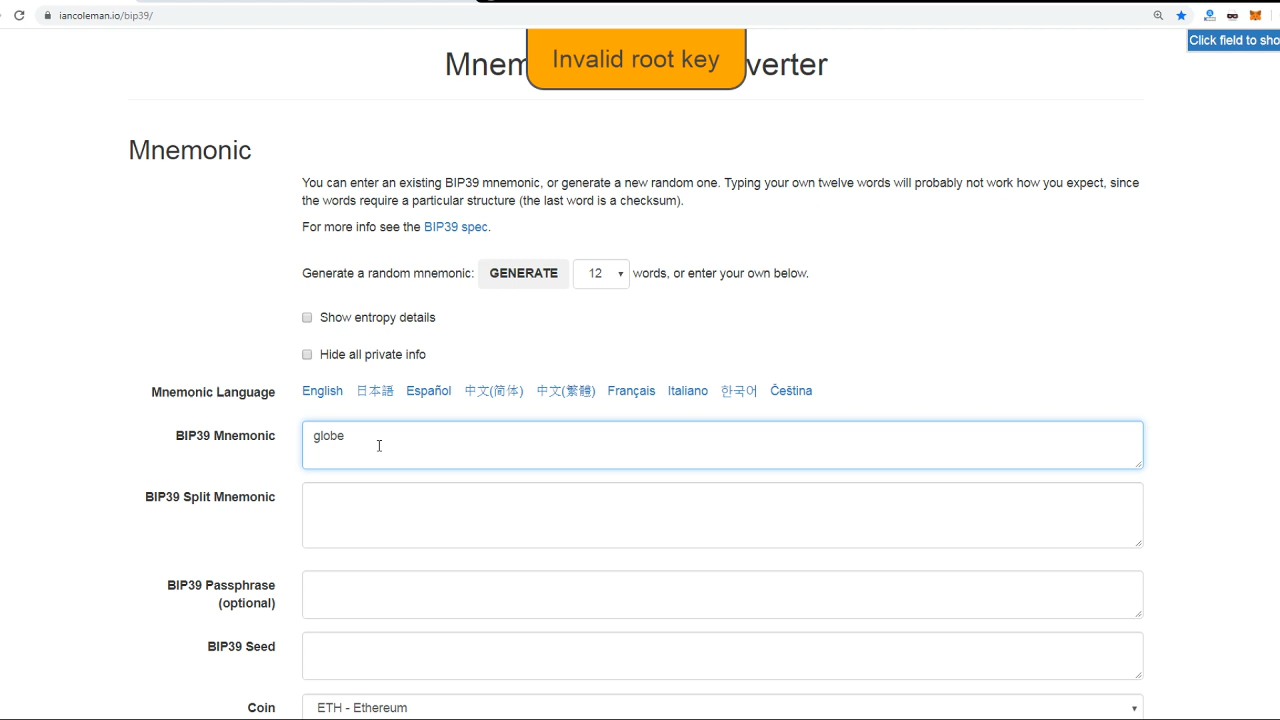 iancoleman.io/bip39/
Click field to sho
Invalid root key
Mnem verter
Mnemonic
You can enter an existing BIP39 mnemonic, or generate a new random one. Typing your own twelve words will probably not work how you expect, since
the words require a particular structure (the last word is a checksum).
For more info see the BIP39 spec.
Generate a random mnemonic: GENERATE 12 words, or enter your own below.
Show entropy details
Hide all private info
Mnemonic Language English 日本語 Español 中文(简体) 中文(繁體) Français Italiano 한국어 Čeština
BIP39 Mnemonic globe
BIP39 Split Mnemonic
BIP39 Passphrase
(optional)
BIP39 Seed
Coin ETH - Ethereum